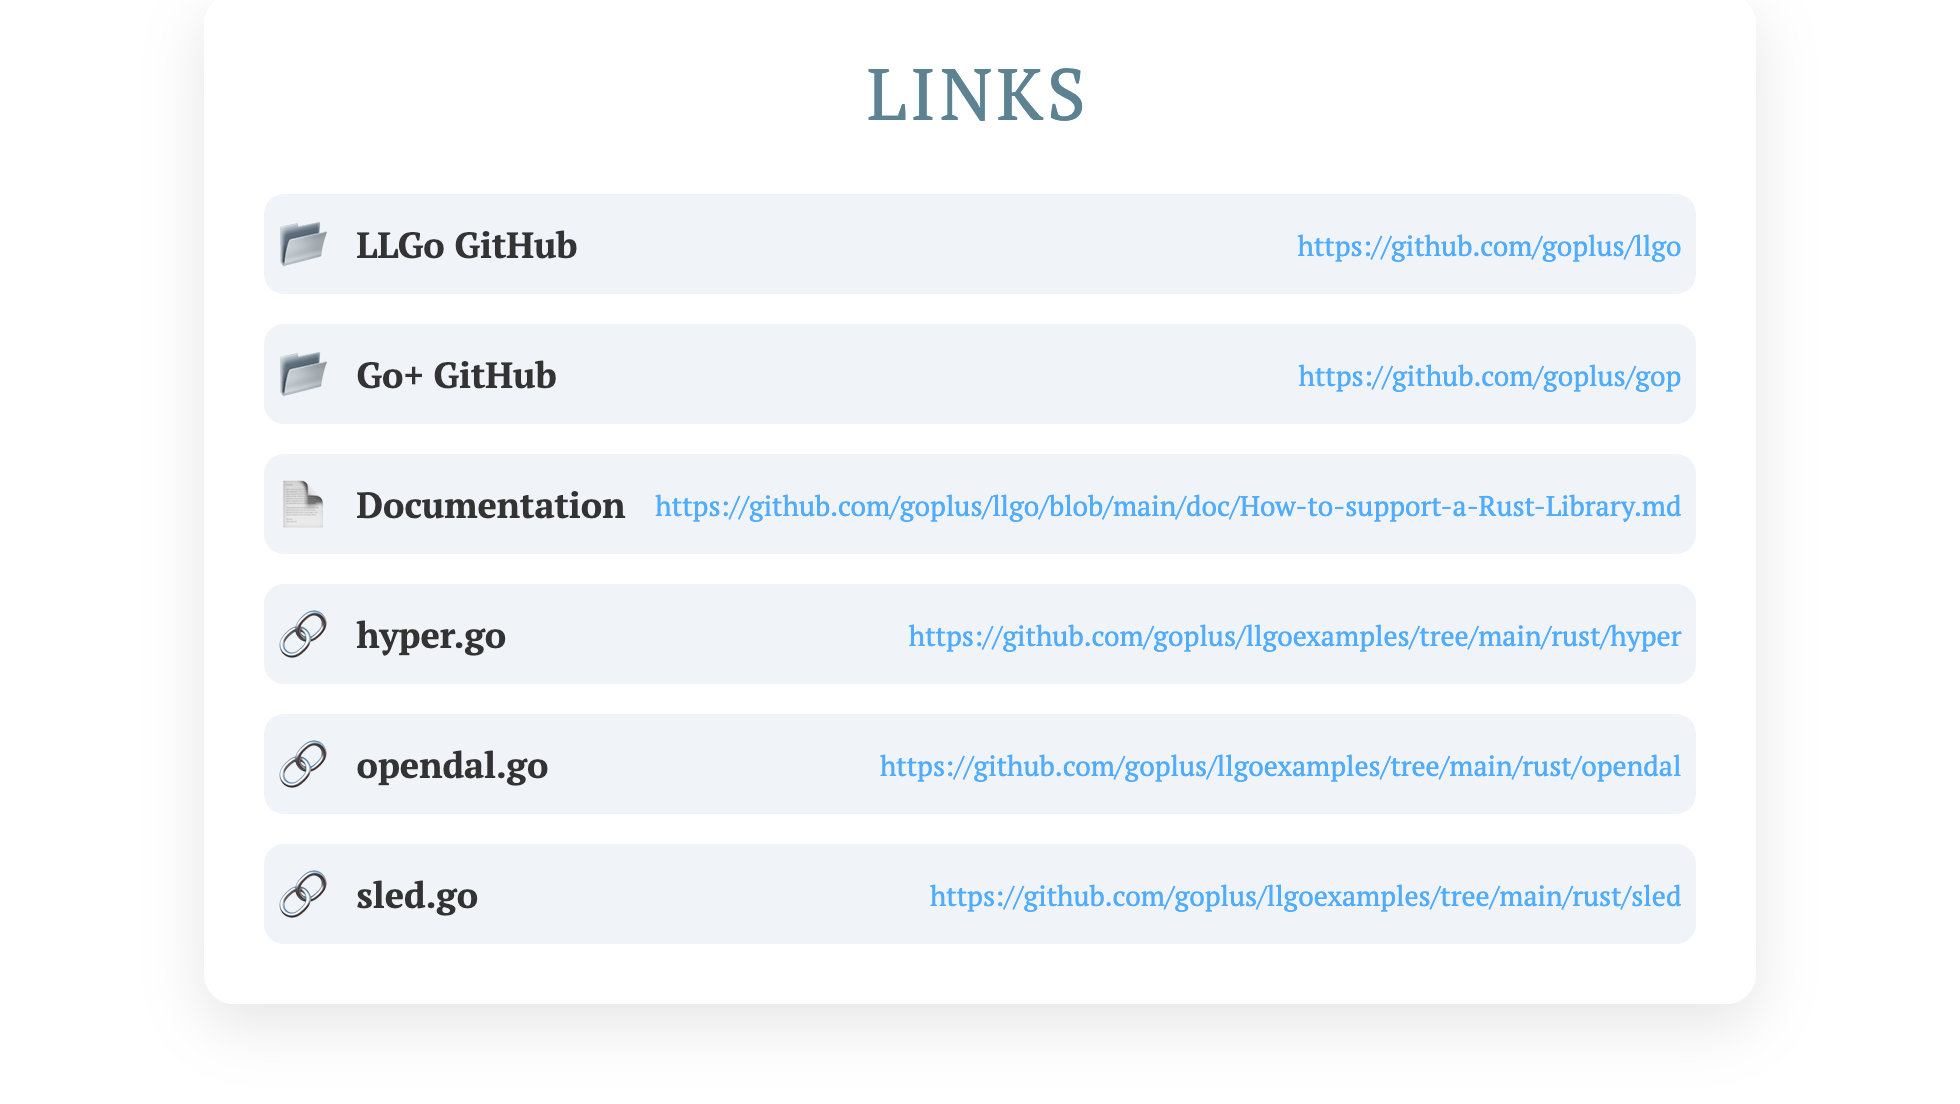 LINKS
LLGo GitHub https://github.com/goplus/llgo
Go+ GitHub https://github.com/goplus/gop
Documentation https://github.com/goplus/llgo/blob/main/doc/How-to-support-a-Rust-Library.md
hyper.go https://github.com/goplus/llgoexamples/tree/main/rust/hyper
opendal.go https://github.com/goplus/llgoexamples/tree/main/rust/opendal
sled.go https://github.com/goplus/llgoexamples/tree/main/rust/sled